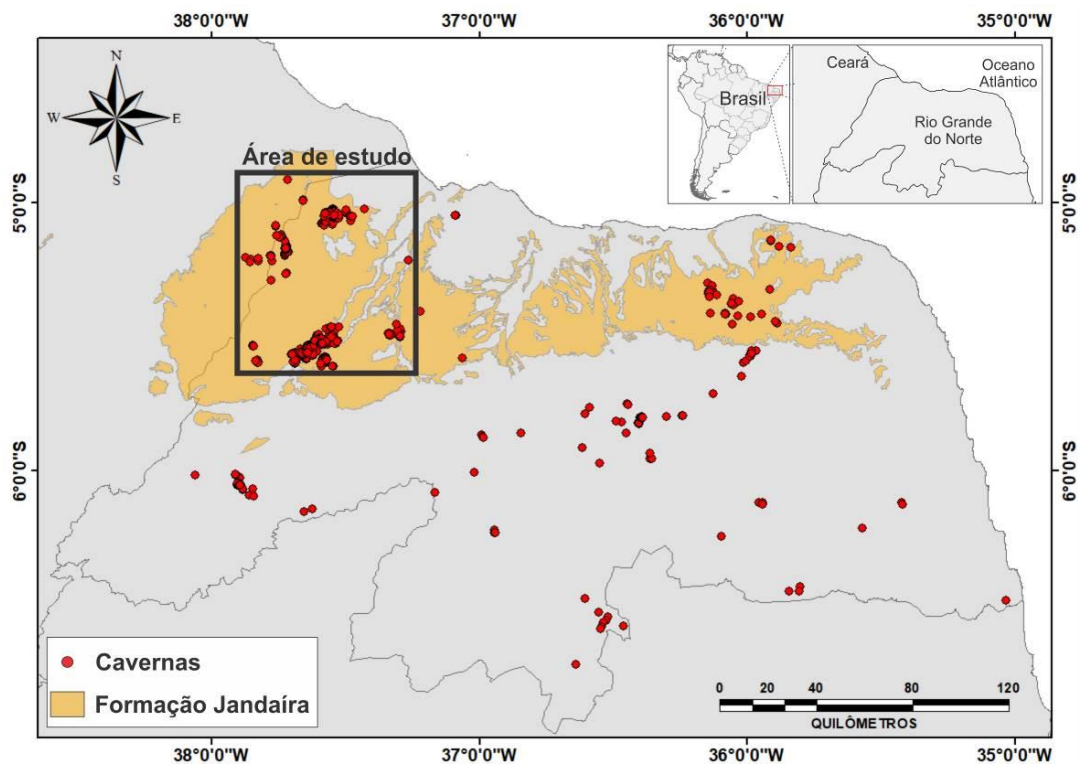 38°0'0"W
37°0'0"W
36°0'0"W
35°0'0"W
N
W
E
S
Ceará
Oceano
Atlântico
Brasil
Rio Grande
do Norte
Área de estudo
5°0'0"S
5°0'0"S
6°0'0"S
6°0'0"S
Cavernas
Formação Jandaíra
0 20 40 80 120
QUILÔMETROS
38°0'0"W
37°0'0"W
36°0'0"W
35°0'0"W